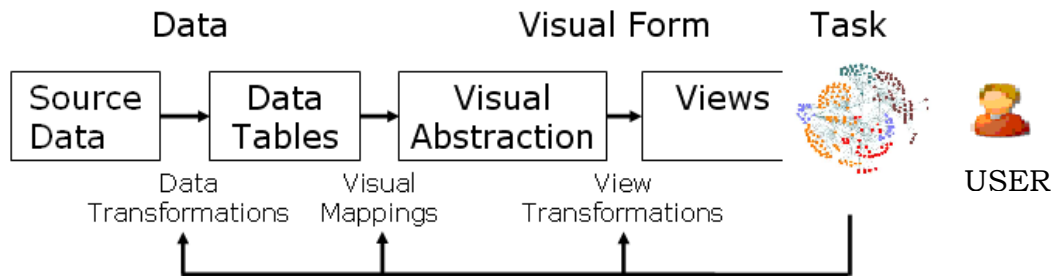 Data
Visual Form
Task
Source
Data
Data
Tables
Visual
Abstraction
Views
USER
Data
Transformations
Visual
Mappings
View
Transformations